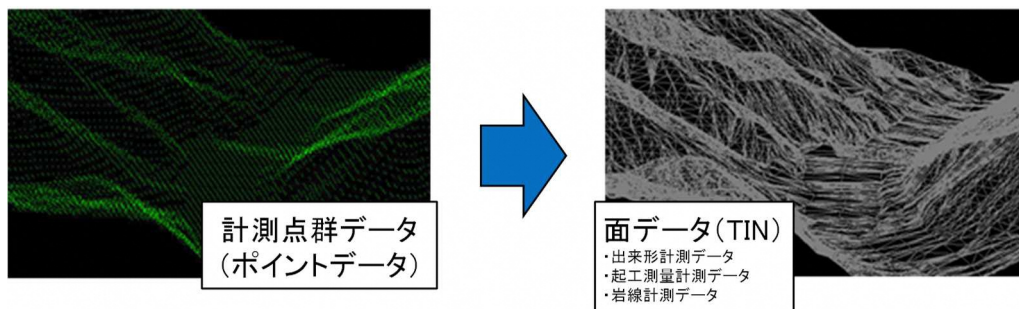 計測点群データ
(ポイントデータ)
面データ(TIN)
・出来形計測データ
・起工測量計測データ
・岩線計測データ